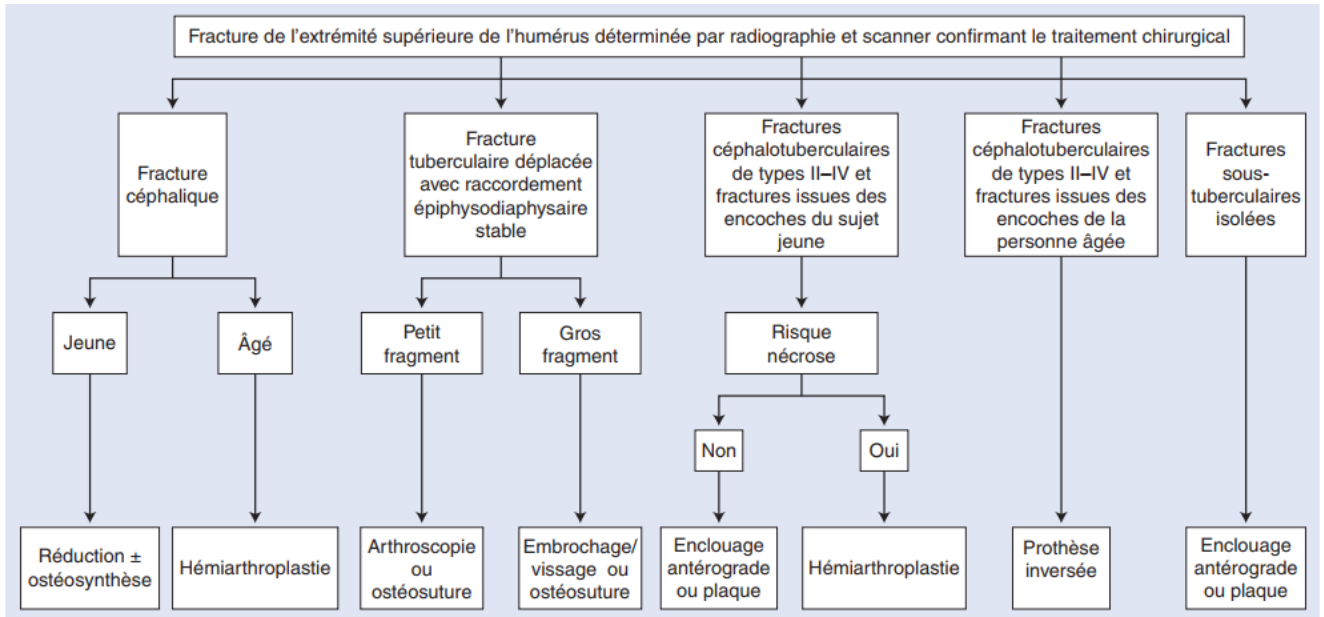 Fracture de l'extrémité supérieure de l'humérus déterminée par radiographie et scanner confirmant le traitement chirurgical
Fracture
céphalique
Fracture
tuberculaire déplacée
avec raccordement
épiphysodiaphysaire
stable
Fractures
céphalotuberculaires
de types II–IV et
fractures issues des
encoches du sujet
jeune
Fractures
céphalotuberculaires
de types II–IV et
fractures issues des
encoches de la
personne âgée
Fractures
sous-
tuberculaires
isolées
Jeune
Âgé
Petit
fragment
Gros
fragment
Risque
nécrose
Non
Oui
Réduction ±
ostéosynthèse
Hémiarthroplastie
Arthroscopie
ou
ostéosuture
Embrochage/
vissage ou
ostéosuture
Enclouage
antérograde
ou plaque
Hémiarthroplastie
Prothèse
inversée
Enclouage
antérograde
ou plaque